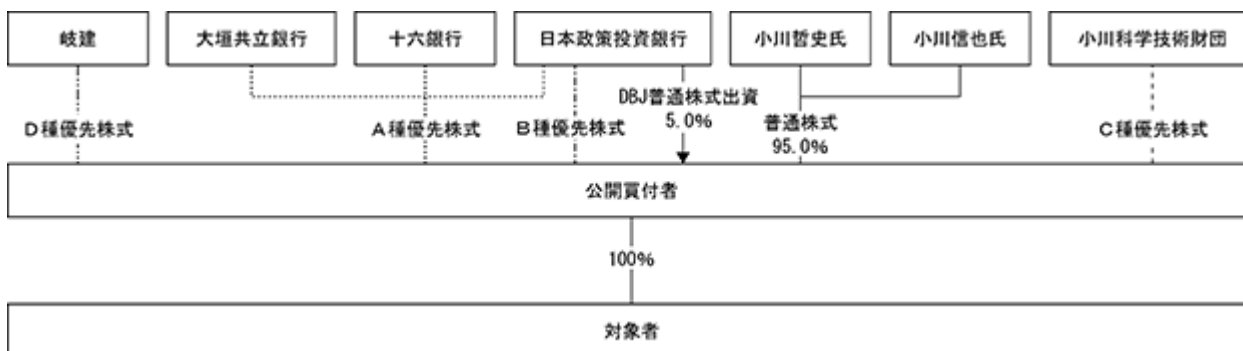 岐建
大垣共立銀行
十六銀行
日本政策投資銀行
小川哲史氏
小川信也氏
小川科学技術財団
D種優先株式
A種優先株式
B種優先株式
DBJ普通株式出資
5.0%
普通株式
95.0%
C種優先株式
公開買付者
100%
対象者